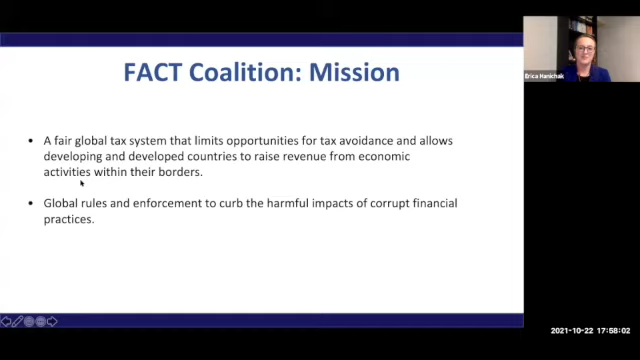 FACT Coalition: Mission
Erica Hanichak
• A fair global tax system that limits opportunities for tax avoidance and allows
developing and developed countries to raise revenue from economic
activities within their borders.
• Global rules and enforcement to curb the harmful impacts of corrupt financial
practices.
2021-10-22 17:58:02